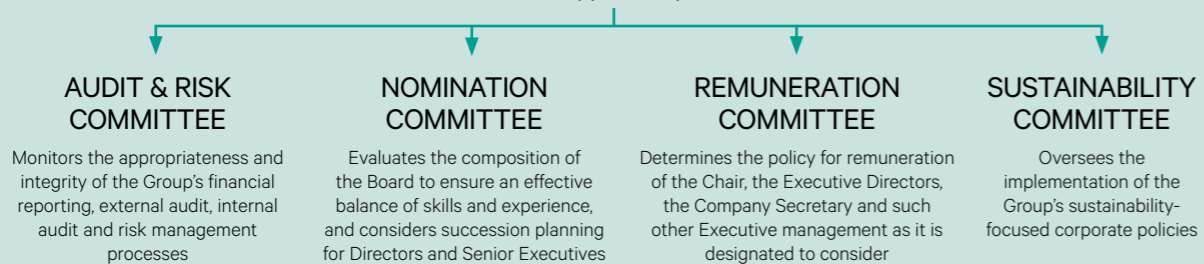 AUDIT & RISK
COMMITTEE
Monitors the appropriateness and
integrity of the Group's financial
reporting, external audit, internal
audit and risk management
processes
NOMINATION
COMMITTEE
Evaluates the composition of
the Board to ensure an effective
balance of skills and experience,
and considers succession planning
for Directors and Senior Executives
REMUNERATION
COMMITTEE
Determines the policy for remuneration
of the Chair, the Executive Directors,
the Company Secretary and such
other Executive management as it is
designated to consider
SUSTAINABILITY
COMMITTEE
Oversees the
implementation of the
Group's sustainability-
focused corporate policies